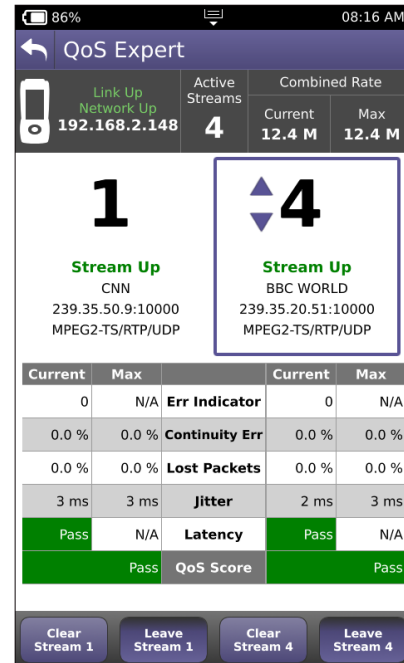 86% 08:16 AM
QoS Expert
Link Up
Network Up
192.168.2.148
Active
Streams
4
Combined Rate
Current Max
12.4 M 12.4 M
1
Stream Up
CNN
239.35.50.9:10000
MPEG2-TS/RTP/UDP
4
Stream Up
BBC WORLD
239.35.20.51:
10000
MPEG2-TS/RTP/UDP
Current Max Current Max
0 N/A Err Indicator 0 N/A
0.0 % 0.0 % Continuity Err 0.0 % 0.0 %
0.0 % 0.0 % Lost Packets 0.0 % 0.0 %
3 ms 3 ms Jitter 2 ms 3 ms
Pass N/A Latency Pass N/A
Pass QoS Score Pass
Clear
Stream 1
Leave
Stream 1
Clear
Stream 4
Leave
Stream 4